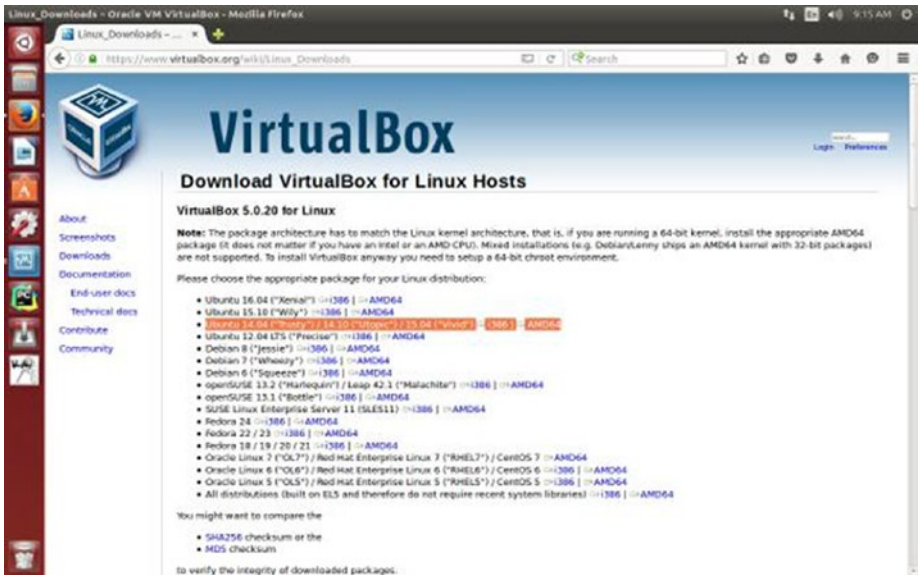 Linux_Downloads - Oracle VM VirtualBox - Mozilla Firefox
En 9:15 AM
Linux_Downloads - ...
https://www.virtualbox.org/wiki/Linux_Downloads
Search
VirtualBox
search...
Login Preferences
Download VirtualBox for Linux Hosts
VirtualBox 5.0.20 for Linux
Note: The package architecture has to match the Linux kernel architecture, that is, if you are running a 64-bit kernel, install the appropriate AMD64
package (it does not matter if you have an Intel or an AMD CPU). Mixed installations (e.g. Debian/Lenny ships an AMD64 kernel with 32-bit packages)
are not supported. To install VirtualBox anyway you need to setup a 64-bit chroot environment.
Please choose the appropriate package for your Linux distribution:
Ubuntu 16.04 ("Xenial") i386 | AMD64
Ubuntu 15.10 ("Wily") i386 | AMD64
Ubuntu 14.04 ("Trusty") / 14.10 ("Utopic") / 15.04 ("Vivid") i386 | AMD64
Ubuntu 12.04 LTS ("Precise") i386 | AMD64
Debian 8 ("Jessie") i386 | AMD64
Debian 7 ("Wheezy") i386 | AMD64
Debian 6 ("Squeeze") i386 | AMD64
openSUSE 13.2 ("Harlequin") / Leap 42.1 ("Malachite") i386 | AMD64
openSUSE 13.1 ("Bottle") i386 | AMD64
SUSE Linux Enterprise Server 11 (SLES11) i386 | AMD64
Fedora 24 i386 | AMD64
Fedora 22 / 23 i386 | AMD64
Fedora 18 / 19 / 20 / 21 i386 | AMD64
Oracle Linux 7 ("OL7") / Red Hat Enterprise Linux 7 ("RHEL7") / CentOS 7 AMD64
Oracle Linux 6 ("OL6") / Red Hat Enterprise Linux 6 ("RHEL6") / CentOS 6 i386 | AMD64
Oracle Linux 5 ("OL5") / Red Hat Enterprise Linux 5 ("RHEL5") / CentOS 5 i386 | AMD64
All distributions (built on EL5 and therefore do not require recent system libraries) i386 | AMD64
You might want to compare the
SHA256 checksum or the
MD5 checksum
to verify the integrity of downloaded packages.
About
Screenshots
Downloads
Documentation
End-user docs
Technical docs
Contribute
Community